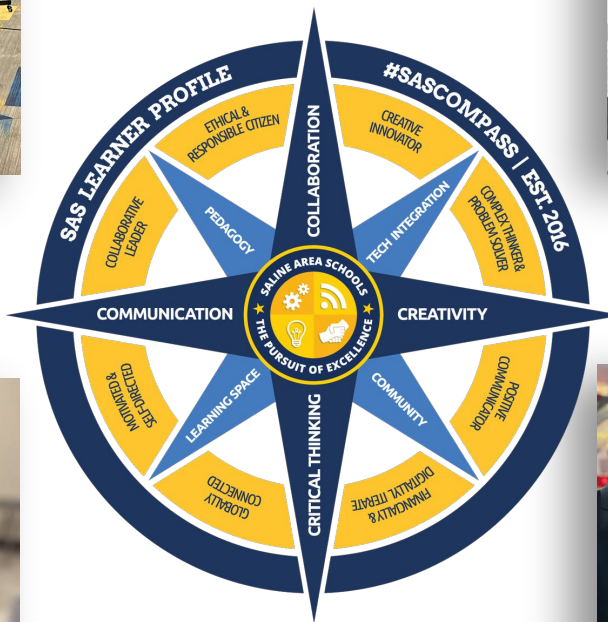 SAS LEARNER PROFILE
#SASCOMPASS | EST. 2016
ETHICAL &
RESPONSIBLE CITIZEN
CREATIVE
INNOVATOR
COLLABORATIVE
LEADER
PEDAGOGY
COLLABORATION
TECH INTEGRATION
COMPLEX THINKER &
PROBLEM SOLVER
COMMUNICATION
SALINE AREA SCHOOLS
THE PURSUIT OF EXCELLENCE
CREATIVITY
MOTIVATED &
SELF-DIRECTED
LEARNING SPACE
CRITICAL THINKING
COMMUNITY
POSITIVE
COMMUNICATOR
GLOBALLY
CONNECTED
FINANCIALLY &
DIGITALLYL ITERATE